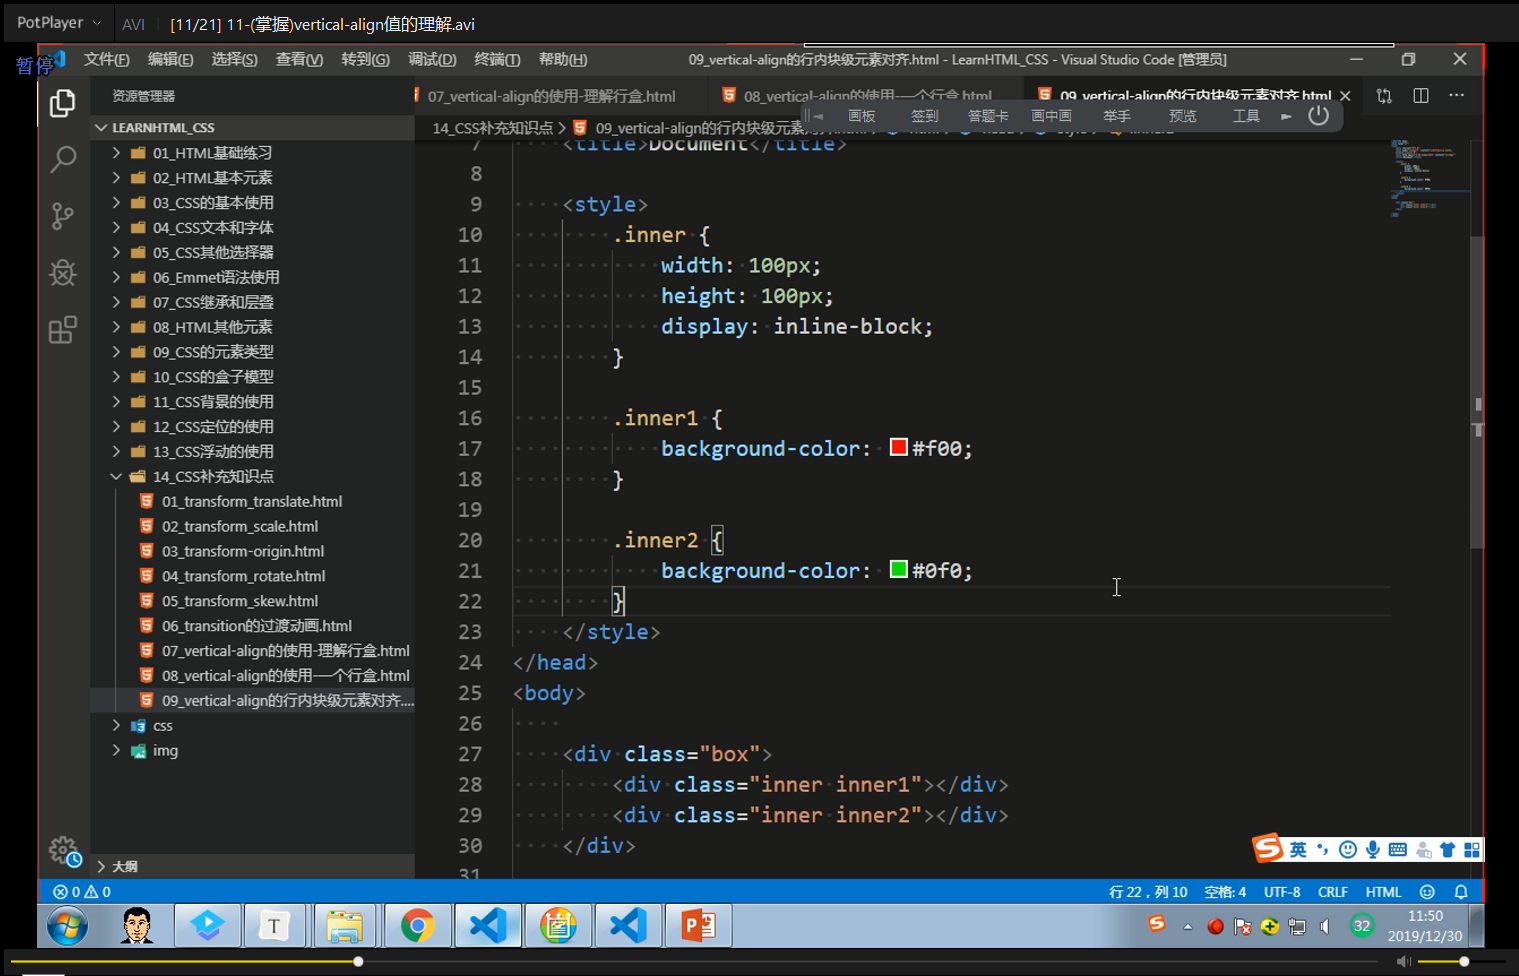 PotPlayer AVI [11/21] 11-(掌握)vertical-align值的理解.avi
暂停
文件(F) 编辑(E) 选择(S) 查看(V) 转到(G) 调试(D) 终端(T) 帮助(H) 09_vertical-align的行内块级元素对齐.html - LearnHTML_CSS - Visual Studio Code [管理员]
资源管理器
07_vertical-align的使用-理解行盒.html 08_vertical-align的使用-一个行盒.html 09_vertical-align的行内块级元素对齐.html
画板 签到 答题卡 画中画 举手 预览 工具
LEARNHTML_CSS
14_CSS补充知识点 > 09_vertical-align的行内块级元素
01_HTML基础练习
02_HTML基本元素
03_CSS的基本使用
04_CSS文本和字体
05_CSS其他选择器
06_Emmet语法使用
07_CSS继承和层叠
08_HTML其他元素
09_CSS的元素类型
10_CSS的盒子模型
11_CSS背景的使用
12_CSS定位的使用
13_CSS浮动的使用
14_CSS补充知识点
01_transform_translate.html
02_transform_scale.html
03_transform-origin.html
04_transform_rotate.html
05_transform_skew.html
06_transition的过渡动画.html
07_vertical-align的使用-理解行盒.html
08_vertical-align的使用-一个行盒.html
09_vertical-align的行内块级元素对齐....
css
img
大纲
7 <title>Document</title>
8
9 <style>
10 .inner {
11 width: 100px;
12 height: 100px;
13 display: inline-block;
14 }
15
16 .inner1 {
17 background-color: #f00;
18 }
19
20 .inner2 {
21 background-color: #0f0;
22 }
23 </style>
24 </head>
25 <body>
26
27 <div class="box">
28 <div class="inner inner1"></div>
29 <div class="inner inner2"></div>
30 </div>
31
英
0 0 行 22，列 10 空格: 4 UTF-8 CRLF HTML
T
32
11:50
2019/12/30